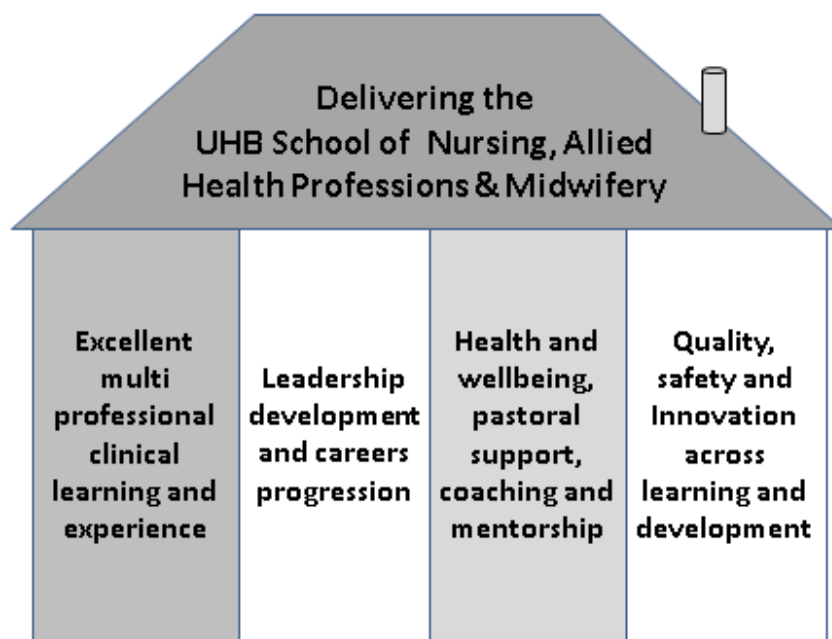 Delivering the
UHB School of Nursing, Allied
Health Professions & Midwifery
Excellent
multi
professional
clinical
learning and
experience
Leadership
development
and careers
progression
Health and
wellbeing,
pastoral
support,
coaching and
mentorship
Quality,
safety and
Innovation
across
learning and
development